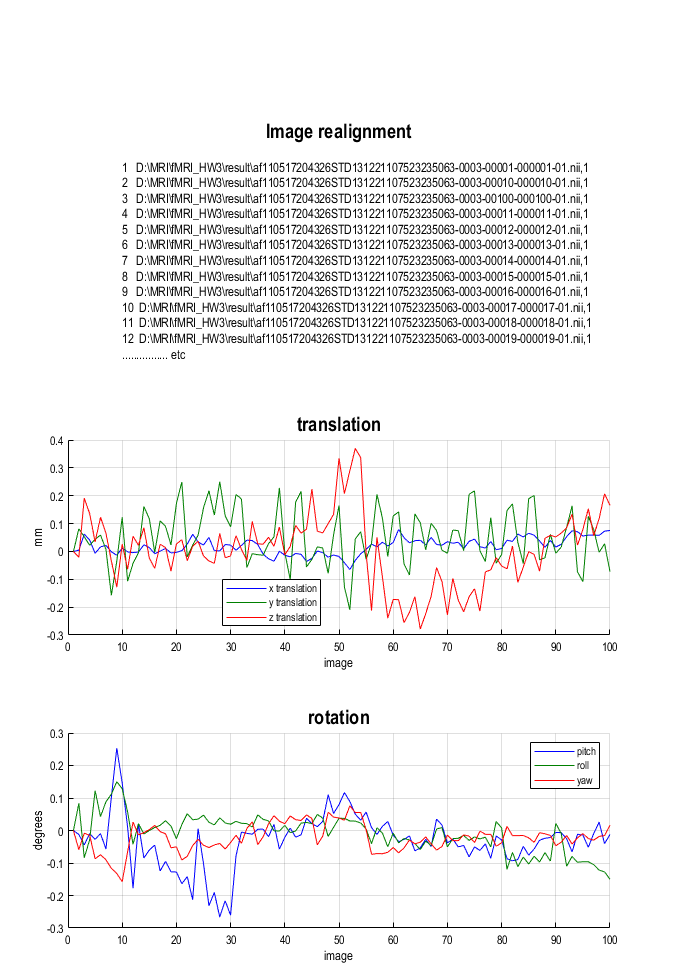 Image realignment
1 D:\MRI\fMRI_HW3\result\af110517204326STD131221107523235063-0003-00001-000001-01.nii,1
2 D:\MRI\fMRI_HW3\result\af110517204326STD131221107523235063-0003-00010-000010-01.nii,1
3 D:\MRI\fMRI_HW3\result\af110517204326STD131221107523235063-0003-00100-000100-01.nii,1
4 D:\MRI\fMRI_HW3\result\af110517204326STD131221107523235063-0003-00011-000011-01.nii,1
5 D:\MRI\fMRI_HW3\result\af110517204326STD131221107523235063-0003-00012-000012-01.nii,1
6 D:\MRI\fMRI_HW3\result\af110517204326STD131221107523235063-0003-00013-000013-01.nii,1
7 D:\MRI\fMRI_HW3\result\af110517204326STD131221107523235063-0003-00014-000014-01.nii,1
8 D:\MRI\fMRI_HW3\result\af110517204326STD131221107523235063-0003-00015-000015-01.nii,1
9 D:\MRI\fMRI_HW3\result\af110517204326STD131221107523235063-0003-00016-000016-01.nii,1
10 D:\MRI\fMRI_HW3\result\af110517204326STD131221107523235063-0003-00017-000017-01.nii,1
11 D:\MRI\fMRI_HW3\result\af110517204326STD131221107523235063-0003-00018-000018-01.nii,1
12 D:\MRI\fMRI_HW3\result\af110517204326STD131221107523235063-0003-00019-000019-01.nii,1
................ etc
translation
0.4
0.3
0.2
0.1
0
-0.1
-0.2
-0.3
mm
x translation
y translation
z translation
0 10 20 30 40 50 60 70 80 90 100
image
rotation
0.3
0.2
0.1
0
-0.1
-0.2
-0.3
degrees
pitch
roll
yaw
0 10 20 30 40 50 60 70 80 90 100
image